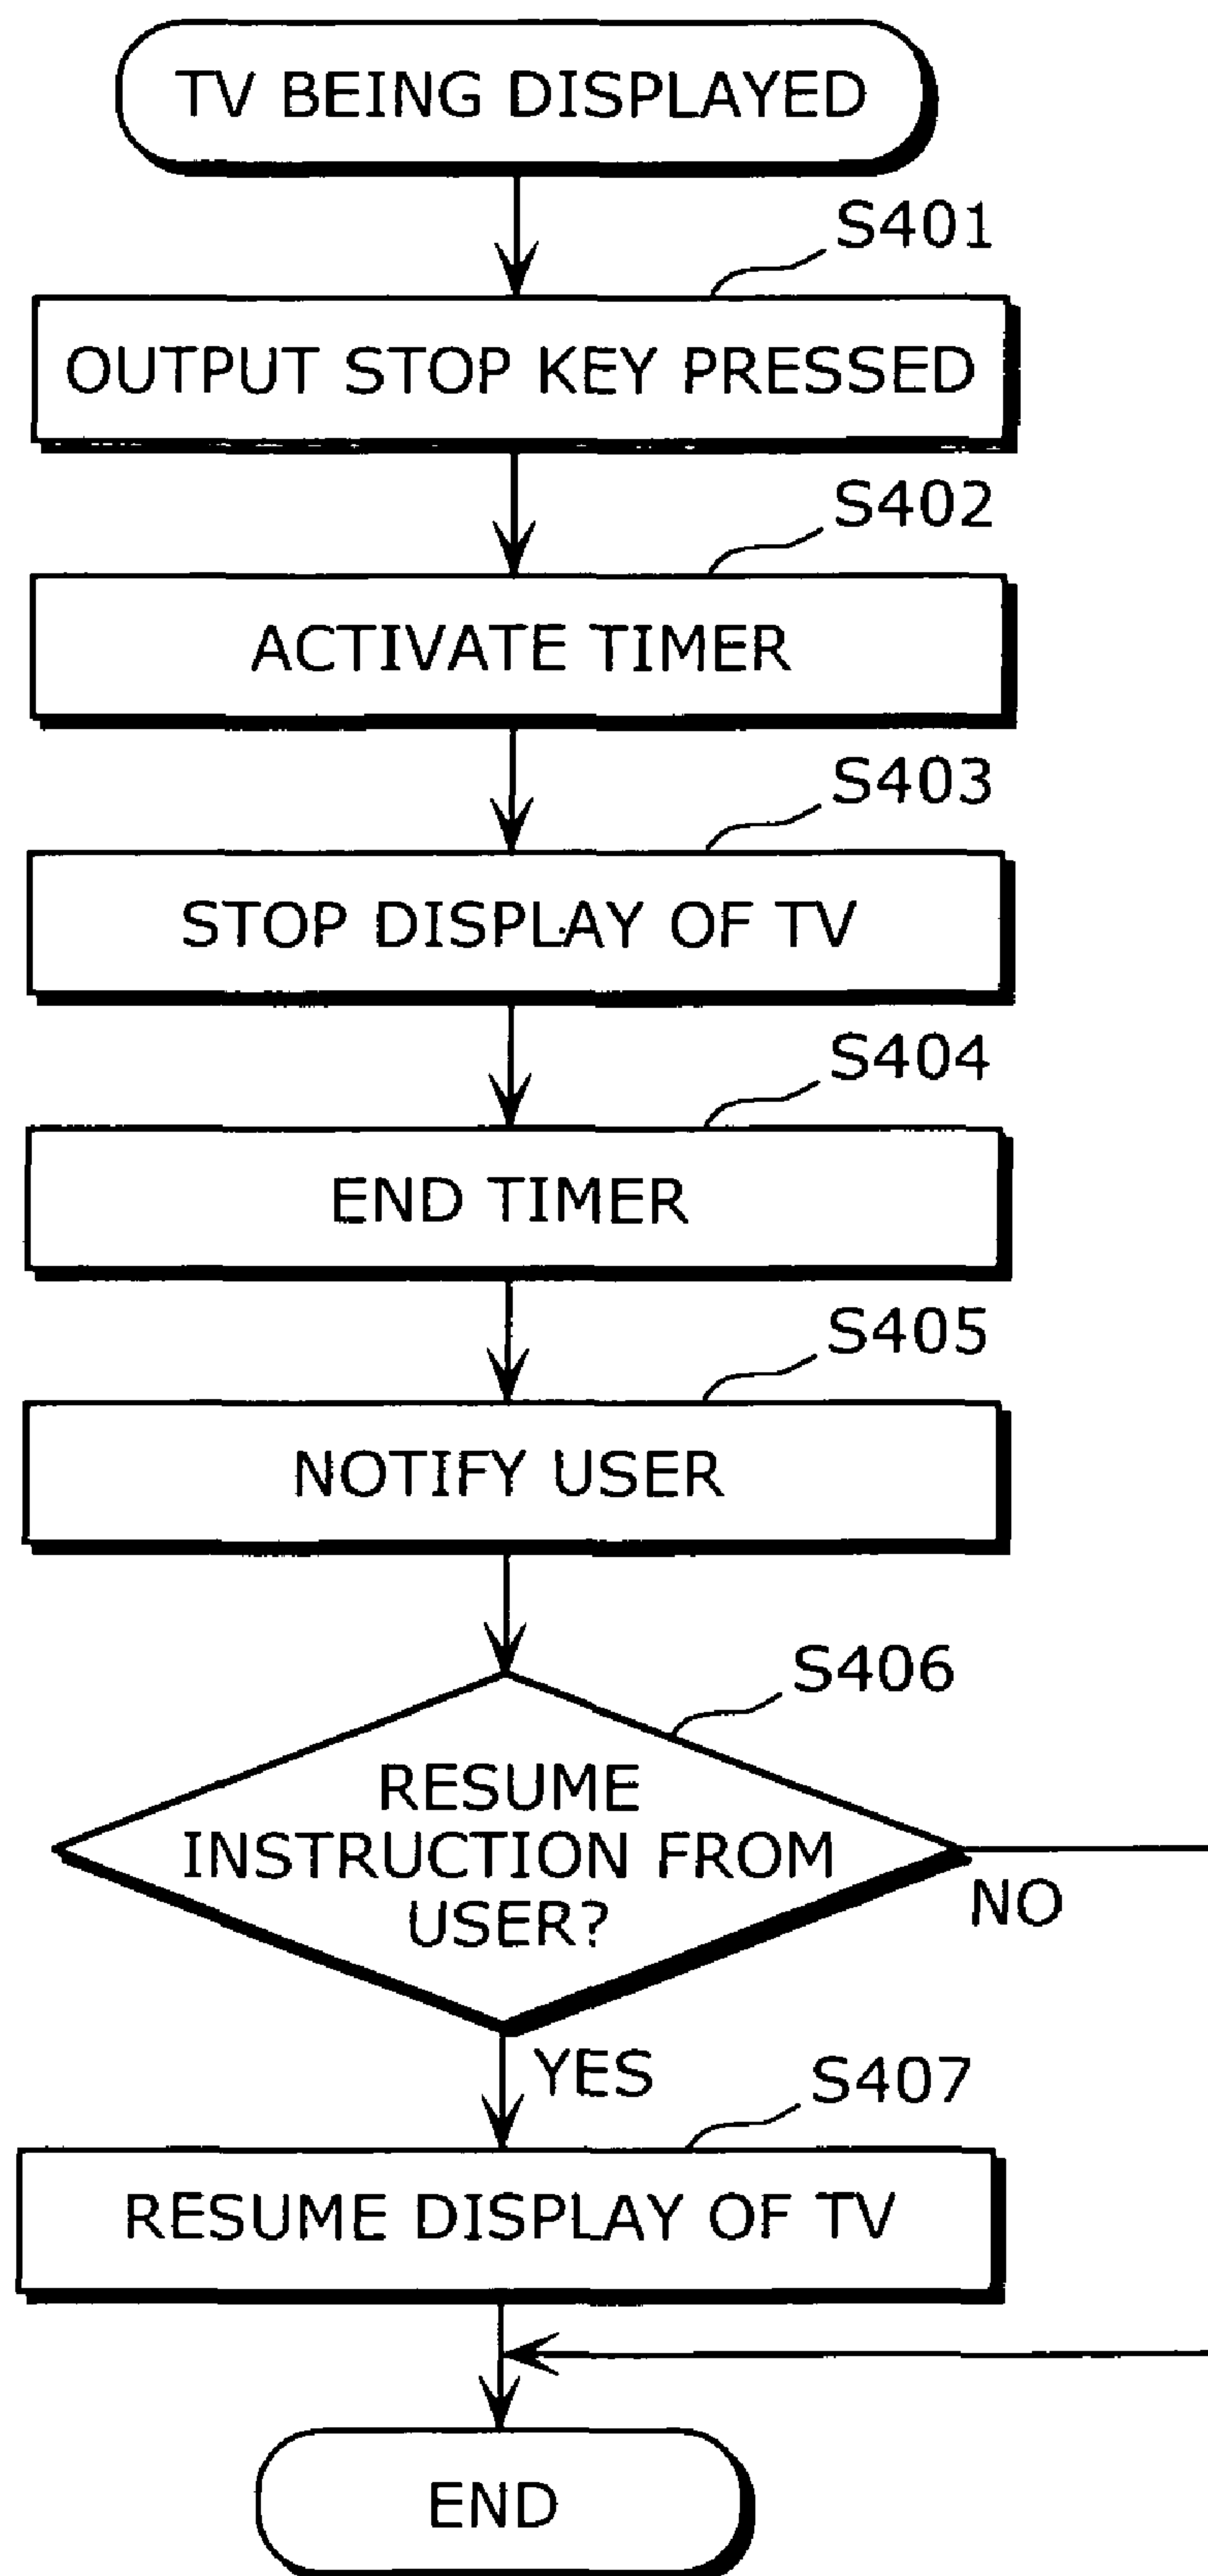 TV BEING DISPLAYED
S401
OUTPUT STOP KEY PRESSED
S402
ACTIVATE TIMER
S403
STOP DISPLAY OF TV
S404
END TIMER
S405
NOTIFY USER
S406
RESUME
INSTRUCTION FROM
USER?
NO
YES
S407
RESUME DISPLAY OF TV
END